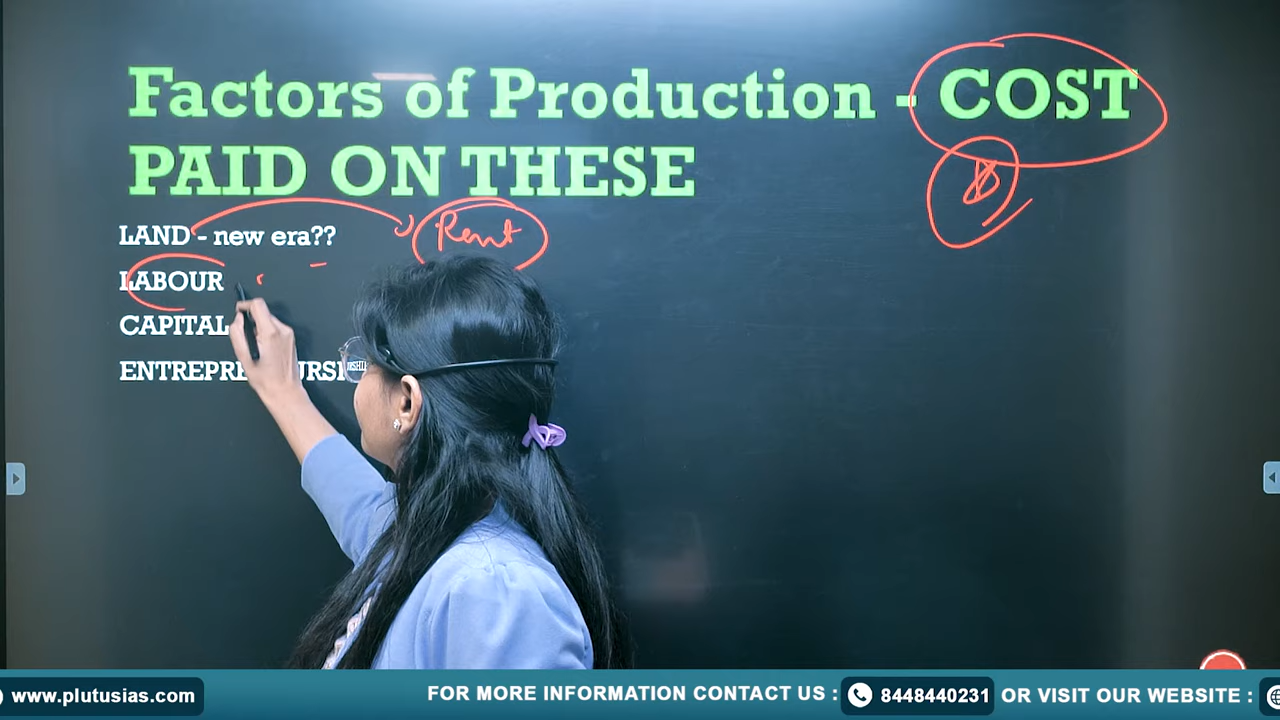 Factors of Production - COST
PAID ON THESE
LAND - new era??
Rent
LABOUR
CAPITAL
www.plutusias.com
FOR MORE INFORMATION CONTACT US :
8448440231
OR VISIT OUR WEBSITE :